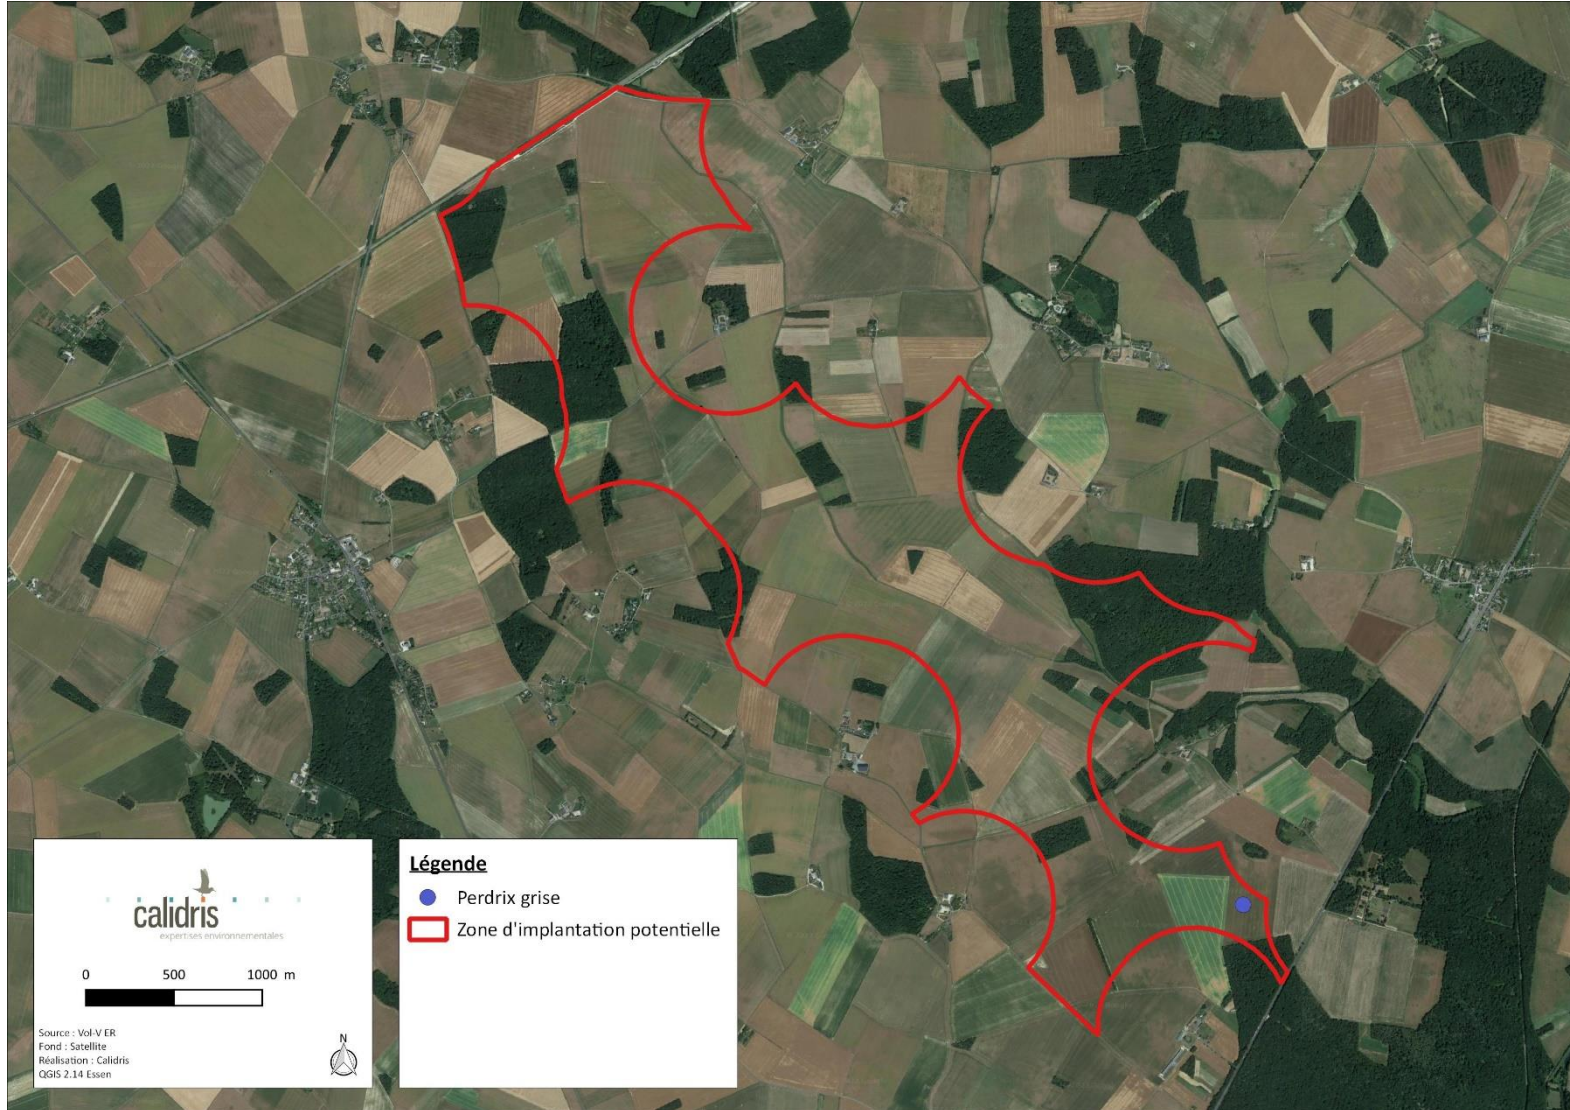 Légende
Perdrix grise
Zone d'implantation potentielle
calidris
expertises environnementales
0 500 1000 m
Source : Vol-V ER
Fond : Satellite
Réalisation : Calidris
QGIS 2.14 Essen
N